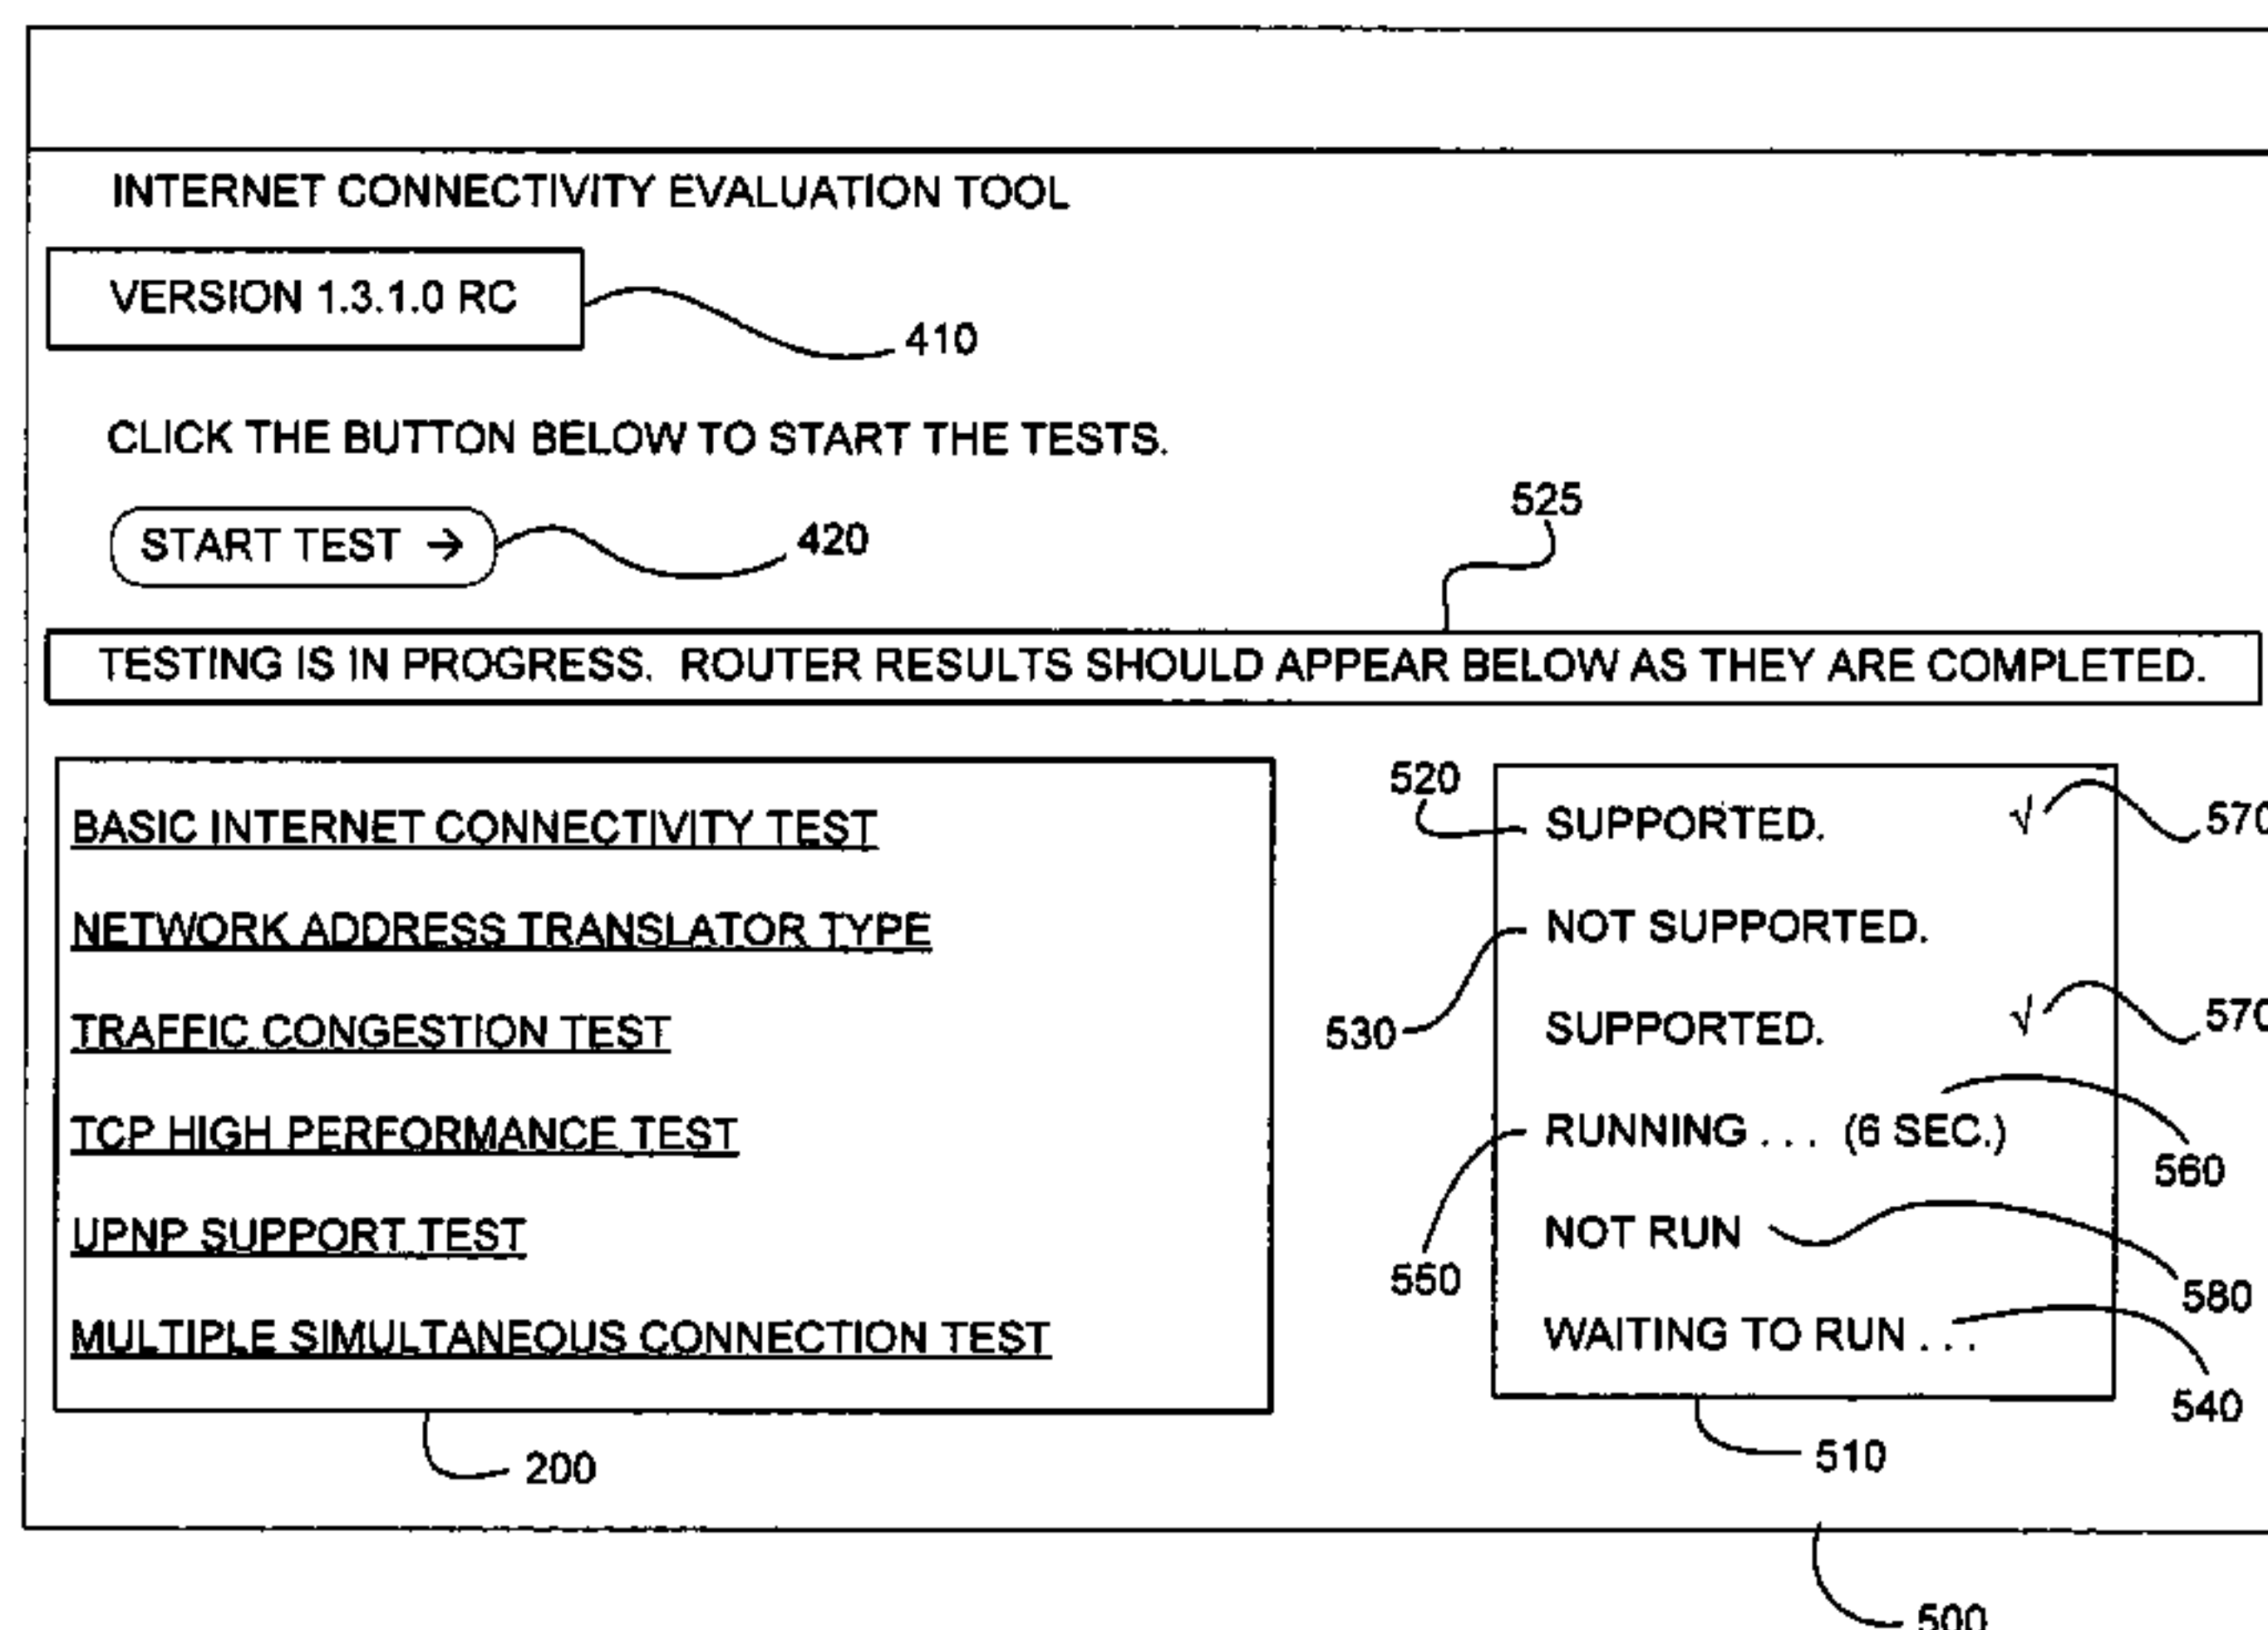 INTERNET CONNECTIVITY EVALUATION TOOL
VERSION 1.3.1.0 RC
410
CLICK THE BUTTON BELOW TO START THE TESTS.
START TEST →
420
525
TESTING IS IN PROGRESS. ROUTER RESULTS SHOULD APPEAR BELOW AS THEY ARE COMPLETED.
BASIC INTERNET CONNECTIVITY TEST
520
SUPPORTED. √
570
NETWORK ADDRESS TRANSLATOR TYPE
530
NOT SUPPORTED.
TRAFFIC CONGESTION TEST
SUPPORTED. √
570
TCP HIGH PERFORMANCE TEST
550
RUNNING . . . (6 SEC.)
560
UPNP SUPPORT TEST
NOT RUN
580
MULTIPLE SIMULTANEOUS CONNECTION TEST
WAITING TO RUN . . .
540
200
510
500